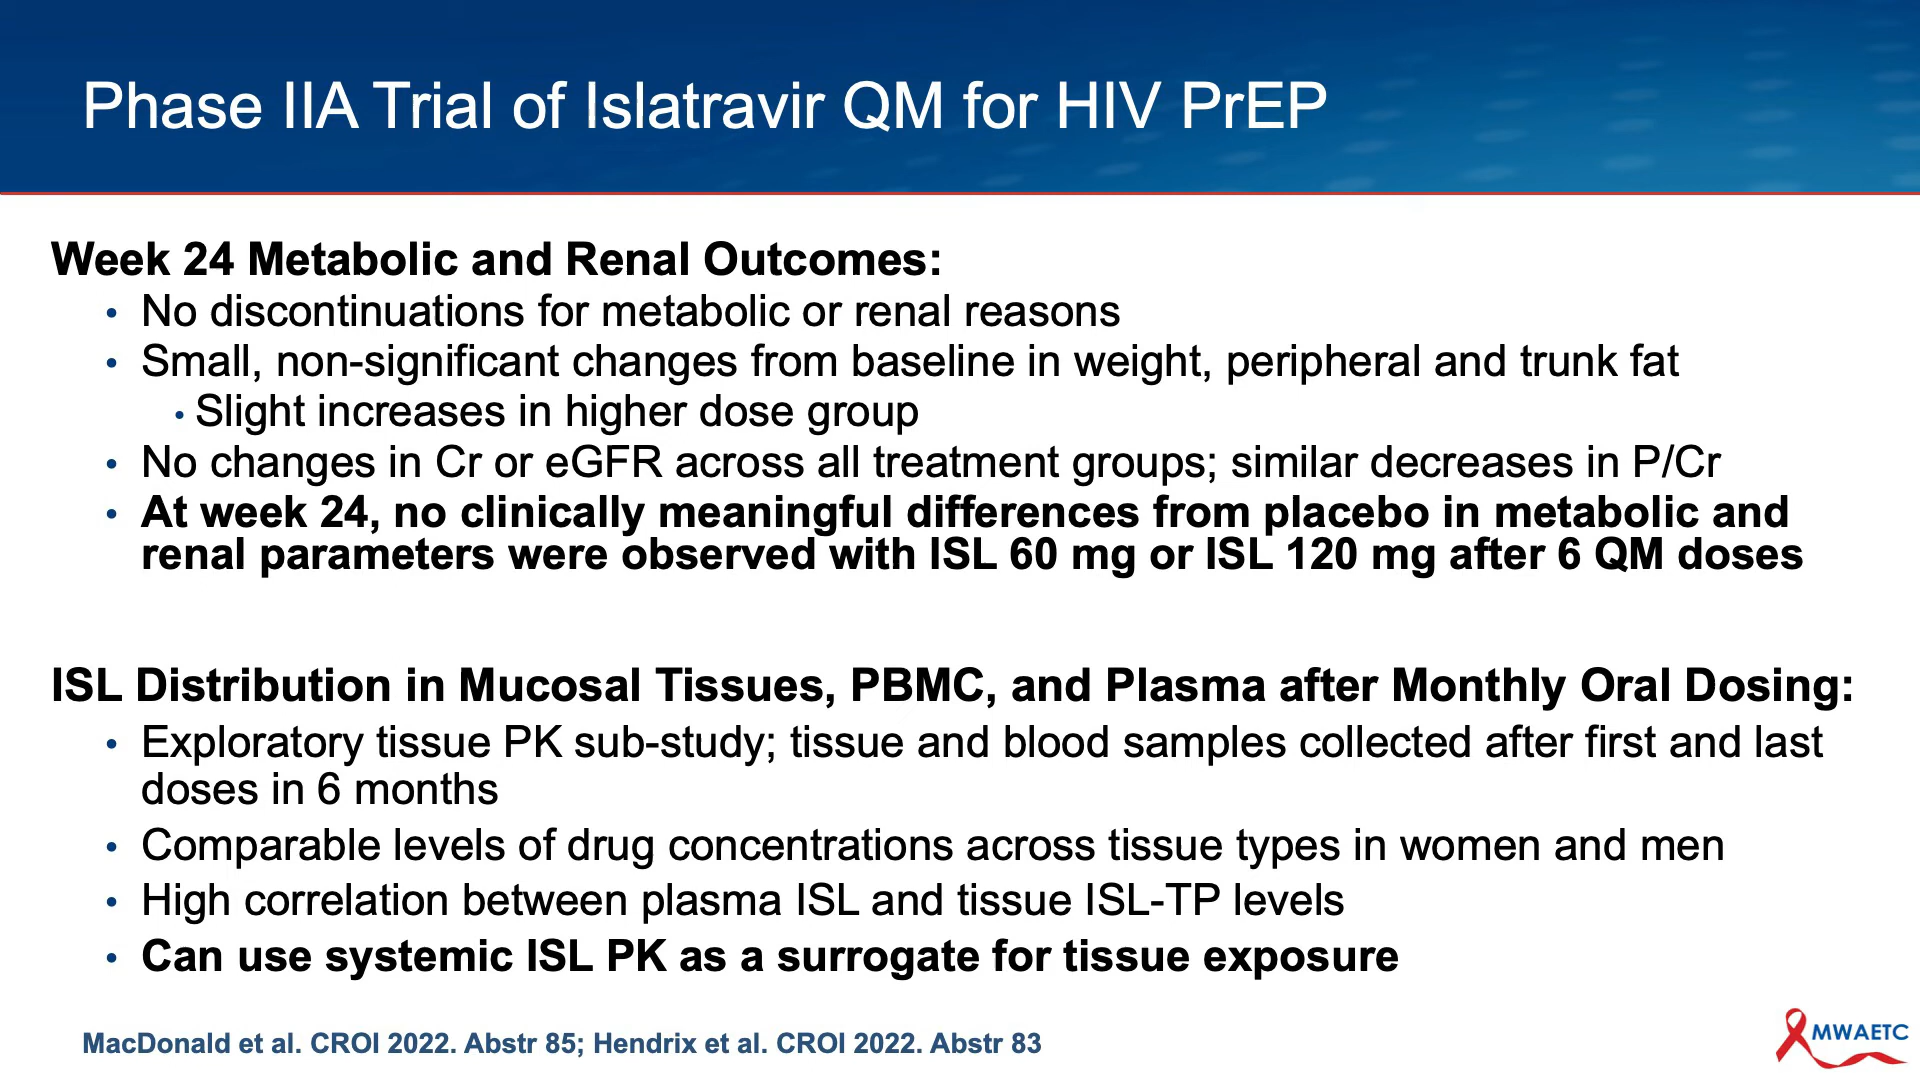 Phase IIA Trial of Islatravir QM for HIV PrEP
Week 24 Metabolic and Renal Outcomes:
• No discontinuations for metabolic or renal reasons
• Small, non-significant changes from baseline in weight, peripheral and trunk fat
• Slight increases in higher dose group
• No changes in Cr or eGFR across all treatment groups; similar decreases in P/Cr
• At week 24, no clinically meaningful differences from placebo in metabolic and
renal parameters were observed with ISL 60 mg or ISL 120 mg after 6 QM doses
ISL Distribution in Mucosal Tissues, PBMC, and Plasma after Monthly Oral Dosing:
• Exploratory tissue PK sub-study; tissue and blood samples collected after first and last
doses in 6 months
• Comparable levels of drug concentrations across tissue types in women and men
• High correlation between plasma ISL and tissue ISL-TP levels
• Can use systemic ISL PK as a surrogate for tissue exposure
MacDonald et al. CROI 2022. Abstr 85; Hendrix et al. CROI 2022. Abstr 83
MWAETC